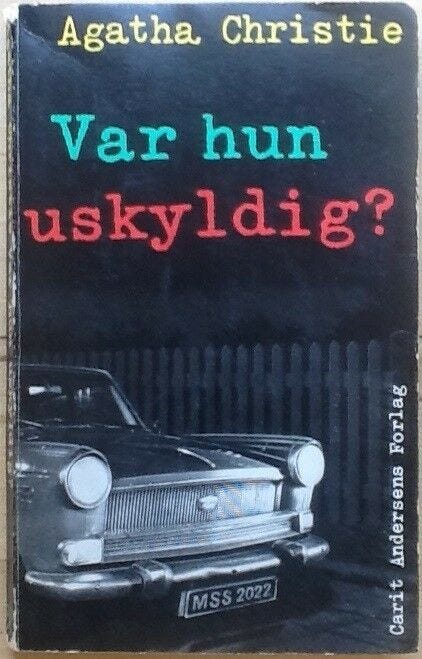 Agatha Christie
Var hun
uskyldig?
MSS 2022
Carit Andersens Forlag